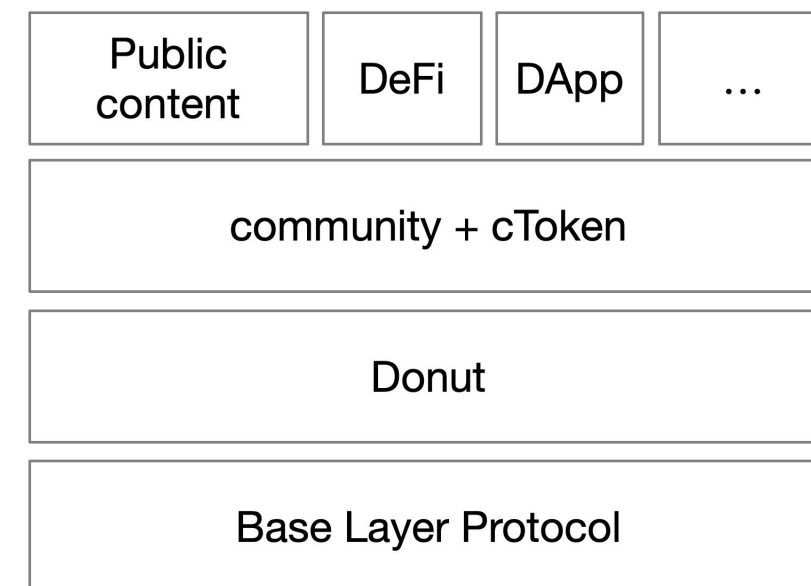 Public
content
DeFi
DApp
...
community + cToken
Donut
Base Layer Protocol